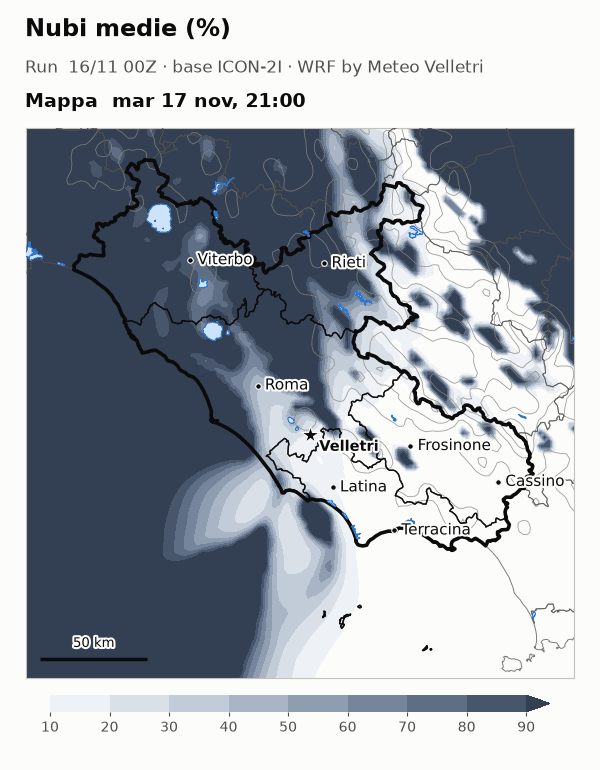 Nubi medie (%)
Run  16/11 00Z · base ICON-2I · WRF by Meteo Velletri
Mappa  mar 17 nov, 21:00
Viterbo
Rieti
Roma
Velletri
Frosinone
Cassino
Latina
Terracina
50 km
10 20 30 40 50 60 70 80 90